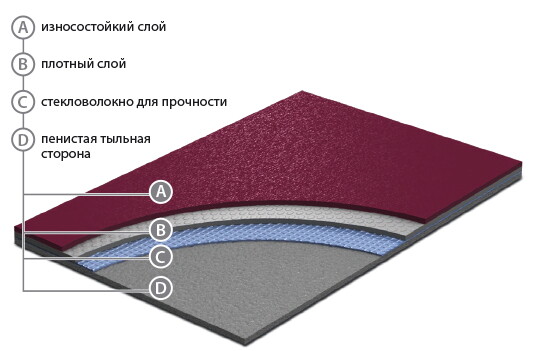 A износостойкий слой
B плотный слой
C стекловолокно для прочности
D пенистая тыльная
сторона
A
B
C
D